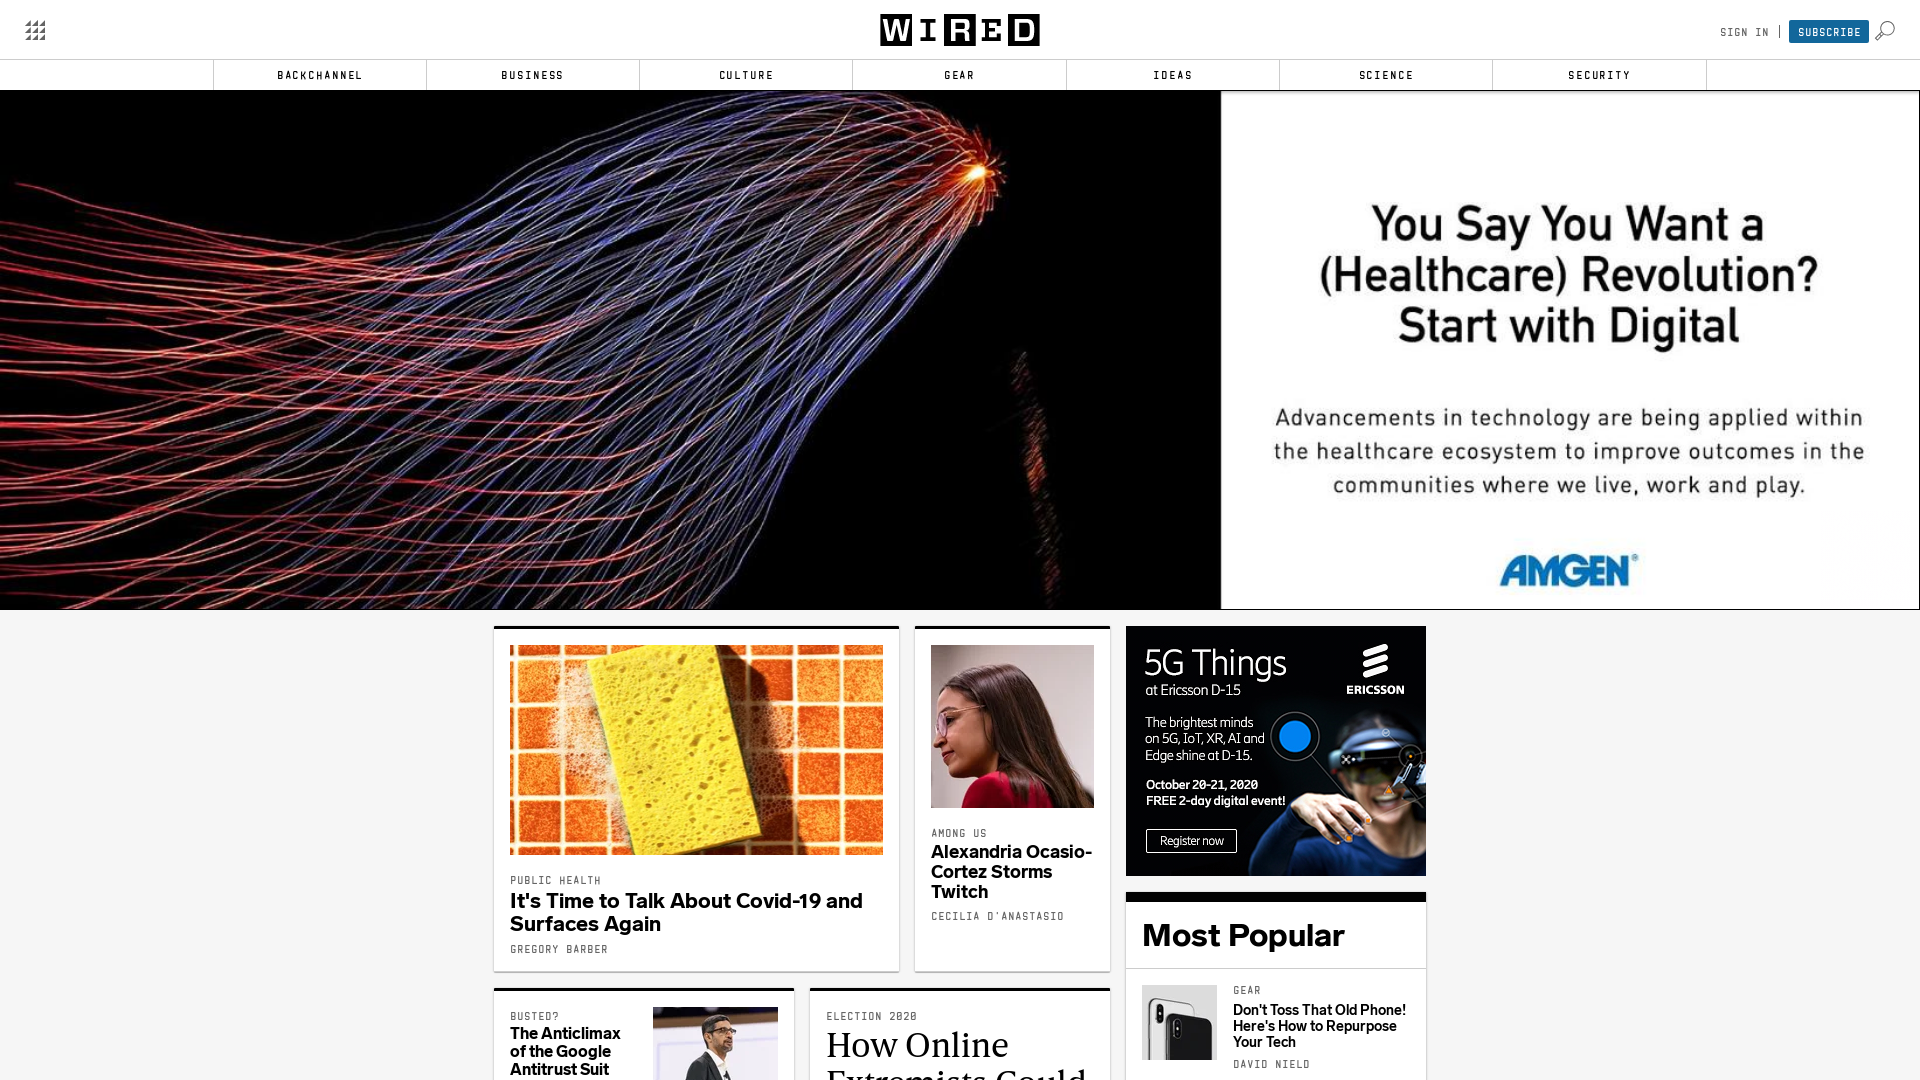 WIRED
SIGN IN
SUBSCRIBE
BACKCHANNEL
BUSINESS
CULTURE
GEAR
IDEAS
SCIENCE
SECURITY
You Say You Want a
(Healthcare) Revolution?
Start with Digital
Advancements in technology are being applied within
the healthcare ecosystem to improve outcomes in the
communities where we live, work and play.
AMGEN®
PUBLIC HEALTH
It's Time to Talk About Covid-19 and
Surfaces Again
GREGORY BARBER
AMONG US
Alexandria Ocasio-
Cortez Storms
Twitch
CECILIA D'ANASTASIO
5G Things
at Ericsson D-15
ERICSSON
The brightest minds
on 5G, IoT, XR, AI and
Edge shine at D-15.
October 20-21, 2020
FREE 2-day digital event!
Register now
Most Popular
GEAR
Don't Toss That Old Phone!
Here's How to Repurpose
Your Tech
DAVID NIELD
BUSTED?
The Anticlimax
of the Google
Antitrust Suit
ELECTION 2020
How Online
Extremists Could